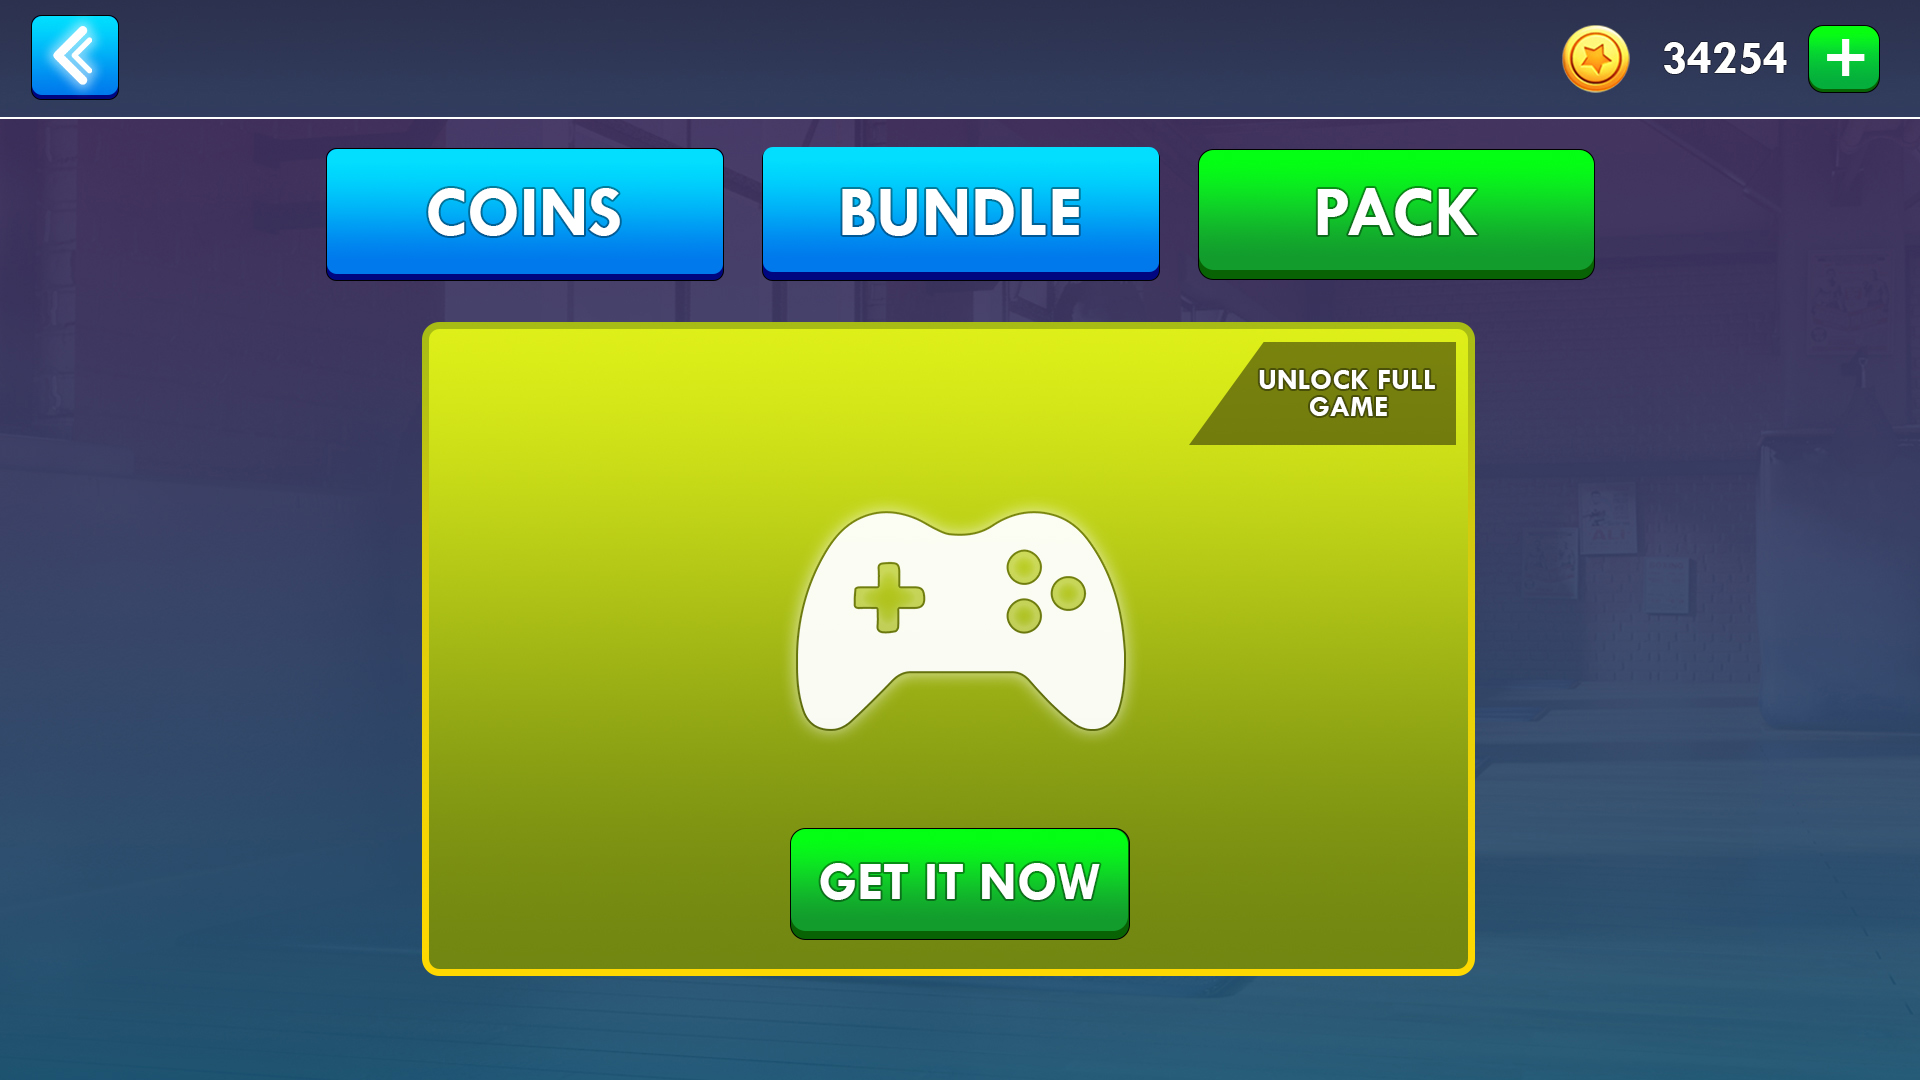 34254
COINS
BUNDLE
PACK
UNLOCK FULL
GAME
GET IT NOW